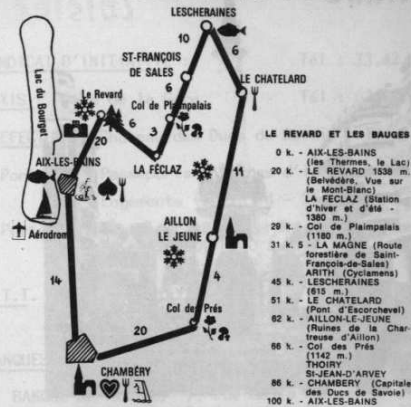 LESCHERAINES
10
6
ST-FRANÇOIS
DE SALES
6
LE CHATELARD
Col de Plaimpalais
Le Revard
3
6
20
LA FÉCLAZ
Lac du Bourget
AIX-LES-BAINS
11
Aérodrom
AILLON
LE JEUNE
4
14
Col des Prés
20
CHAMBÉRY
LE REVARD ET LES BAUGES
0 k. - AIX-LES-BAINS
(les Thermes, le Lac)
20 k. - LE REVARD 1538 m.
(Belvédère, Vue sur
le Mont-Blanc)
LA FECLAZ (Station
d'hiver et d'été -
1380 m.)
29 k. - Col de Plaimpalais
(1180 m.)
31 k. 5 - LA MAGNE (Route
forestière de Saint-
François-de-Sales)
ARITH (Cyclamens)
45 k. - LESCHERAINES
(615 m.)
51 k. - LE CHATELARD
(Pont d'Escorchevel)
62 k. - AILLON-LE-JEUNE
(Ruines de la Char-
treuse d'Aillon)
66 k. - Col des Prés
(1142 m.)
THOIRY
St-JEAN-D'ARVEY
86 k. - CHAMBERY (Capitale
des Ducs de Savoie)
100 k. - AIX-LES-BAINS